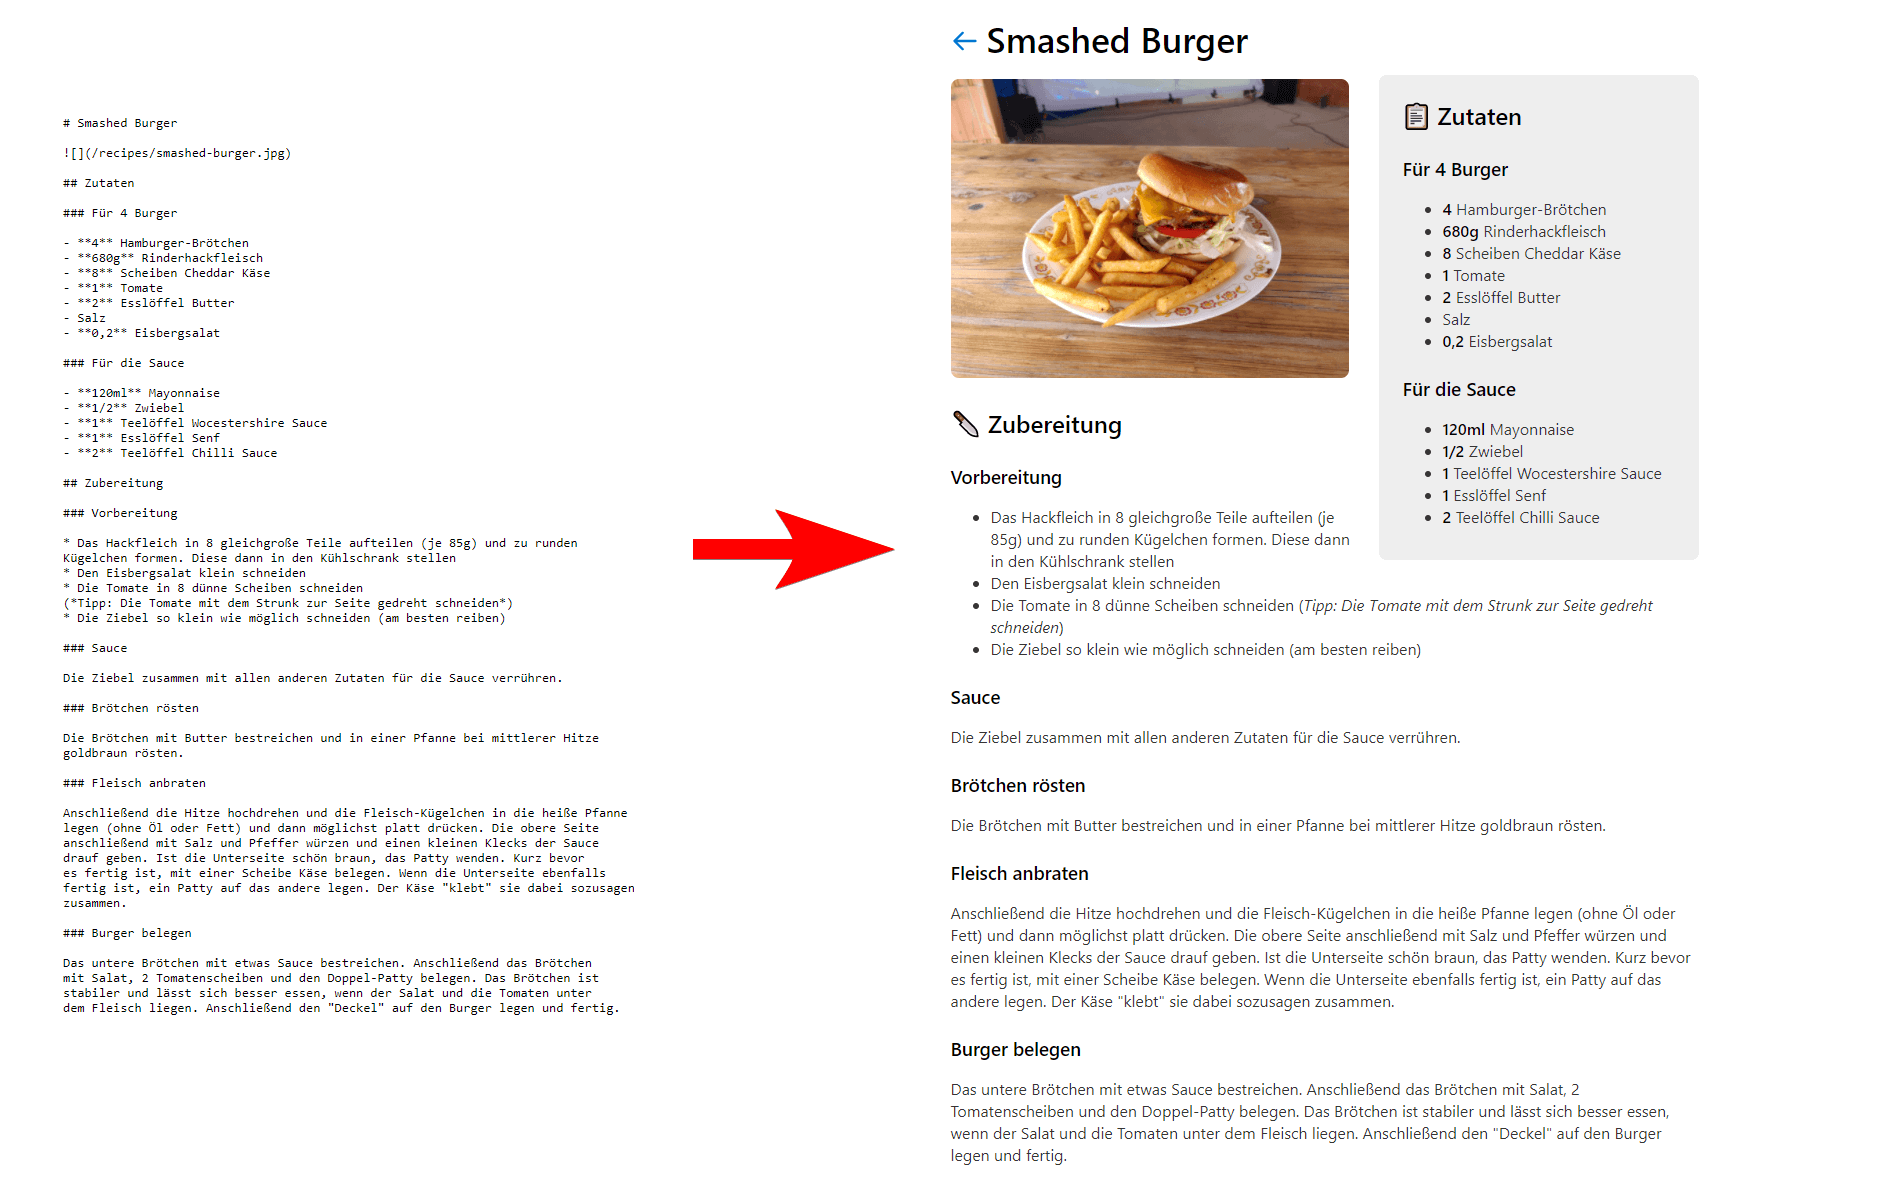 # Smashed Burger
![](/recipes/smashed-burger.jpg)
## Zutaten
### Für 4 Burger
- **4** Hamburger-Brötchen
- **680g** Rinderhackfleisch
- **8** Scheiben Cheddar Käse
- **1** Tomate
- **2** Esslöffel Butter
- Salz
- **0,2** Eisbergsalat
### Für die Sauce
- **120ml** Mayonnaise
- **1/2** Zwiebel
- **1** Teelöffel Wocestershire Sauce
- **1** Esslöffel Senf
- **2** Teelöffel Chilli Sauce
## Zubereitung
### Vorbereitung
* Das Hackfleich in 8 gleichgroße Teile aufteilen (je 85g) und zu runden
Kügelchen formen. Diese dann in den Kühlschrank stellen
* Den Eisbergsalat klein schneiden
* Die Tomate in 8 dünne Scheiben schneiden
(*Tipp: Die Tomate mit dem Strunk zur Seite gedreht schneiden*)
* Die Ziebel so klein wie möglich schneiden (am besten reiben)
### Sauce
Die Ziebel zusammen mit allen anderen Zutaten für die Sauce verrühren.
### Brötchen rösten
Die Brötchen mit Butter bestreichen und in einer Pfanne bei mittlerer Hitze
goldbraun rösten.
### Fleisch anbraten
Anschließend die Hitze hochdrehen und die Fleisch-Kügelchen in die heiße Pfanne
legen (ohne Öl oder Fett) und dann möglichst platt drücken. Die obere Seite
anschließend mit Salz und Pfeffer würzen und einen kleinen Klecks der Sauce
drauf geben. Ist die Unterseite schön braun, das Patty wenden. Kurz bevor
es fertig ist, mit einer Scheibe Käse belegen. Wenn die Unterseite ebenfalls
fertig ist, ein Patty auf das andere legen. Der Käse "klebt" sie dabei sozusagen
zusammen.
### Burger belegen
Das untere Brötchen mit etwas Sauce bestreichen. Anschließend das Brötchen
mit Salat, 2 Tomatenscheiben und den Doppel-Patty belegen. Das Brötchen ist
stabiler und lässt sich besser essen, wenn der Salat und die Tomaten unter
dem Fleisch liegen. Anschließend den "Deckel" auf den Burger legen und fertig.
← Smashed Burger
Zutaten
Für 4 Burger
• 4 Hamburger-Brötchen
• 680g Rinderhackfleisch
• 8 Scheiben Cheddar Käse
• 1 Tomate
• 2 Esslöffel Butter
• Salz
• 0,2 Eisbergsalat
Für die Sauce
• 120ml Mayonnaise
• 1/2 Zwiebel
• 1 Teelöffel Wocestershire Sauce
• 1 Esslöffel Senf
• 2 Teelöffel Chilli Sauce
Zubereitung
Vorbereitung
• Das Hackfleich in 8 gleichgroße Teile aufteilen (je
85g) und zu runden Kügelchen formen. Diese dann
in den Kühlschrank stellen
• Den Eisbergsalat klein schneiden
• Die Tomate in 8 dünne Scheiben schneiden (Tipp: Die Tomate mit dem Strunk zur Seite gedreht
schneiden)
• Die Ziebel so klein wie möglich schneiden (am besten reiben)
Sauce
Die Ziebel zusammen mit allen anderen Zutaten für die Sauce verrühren.
Brötchen rösten
Die Brötchen mit Butter bestreichen und in einer Pfanne bei mittlerer Hitze goldbraun rösten.
Fleisch anbraten
Anschließend die Hitze hochdrehen und die Fleisch-Kügelchen in die heiße Pfanne legen (ohne Öl oder
Fett) und dann möglichst platt drücken. Die obere Seite anschließend mit Salz und Pfeffer würzen und
einen kleinen Klecks der Sauce drauf geben. Ist die Unterseite schön braun, das Patty wenden. Kurz bevor
es fertig ist, mit einer Scheibe Käse belegen. Wenn die Unterseite ebenfalls fertig ist, ein Patty auf das
andere legen. Der Käse "klebt" sie dabei sozusagen zusammen.
Burger belegen
Das untere Brötchen mit etwas Sauce bestreichen. Anschließend das Brötchen mit Salat, 2
Tomatenscheiben und den Doppel-Patty belegen. Das Brötchen ist stabiler und lässt sich besser essen,
wenn der Salat und die Tomaten unter dem Fleisch liegen. Anschließend den "Deckel" auf den Burger
legen und fertig.